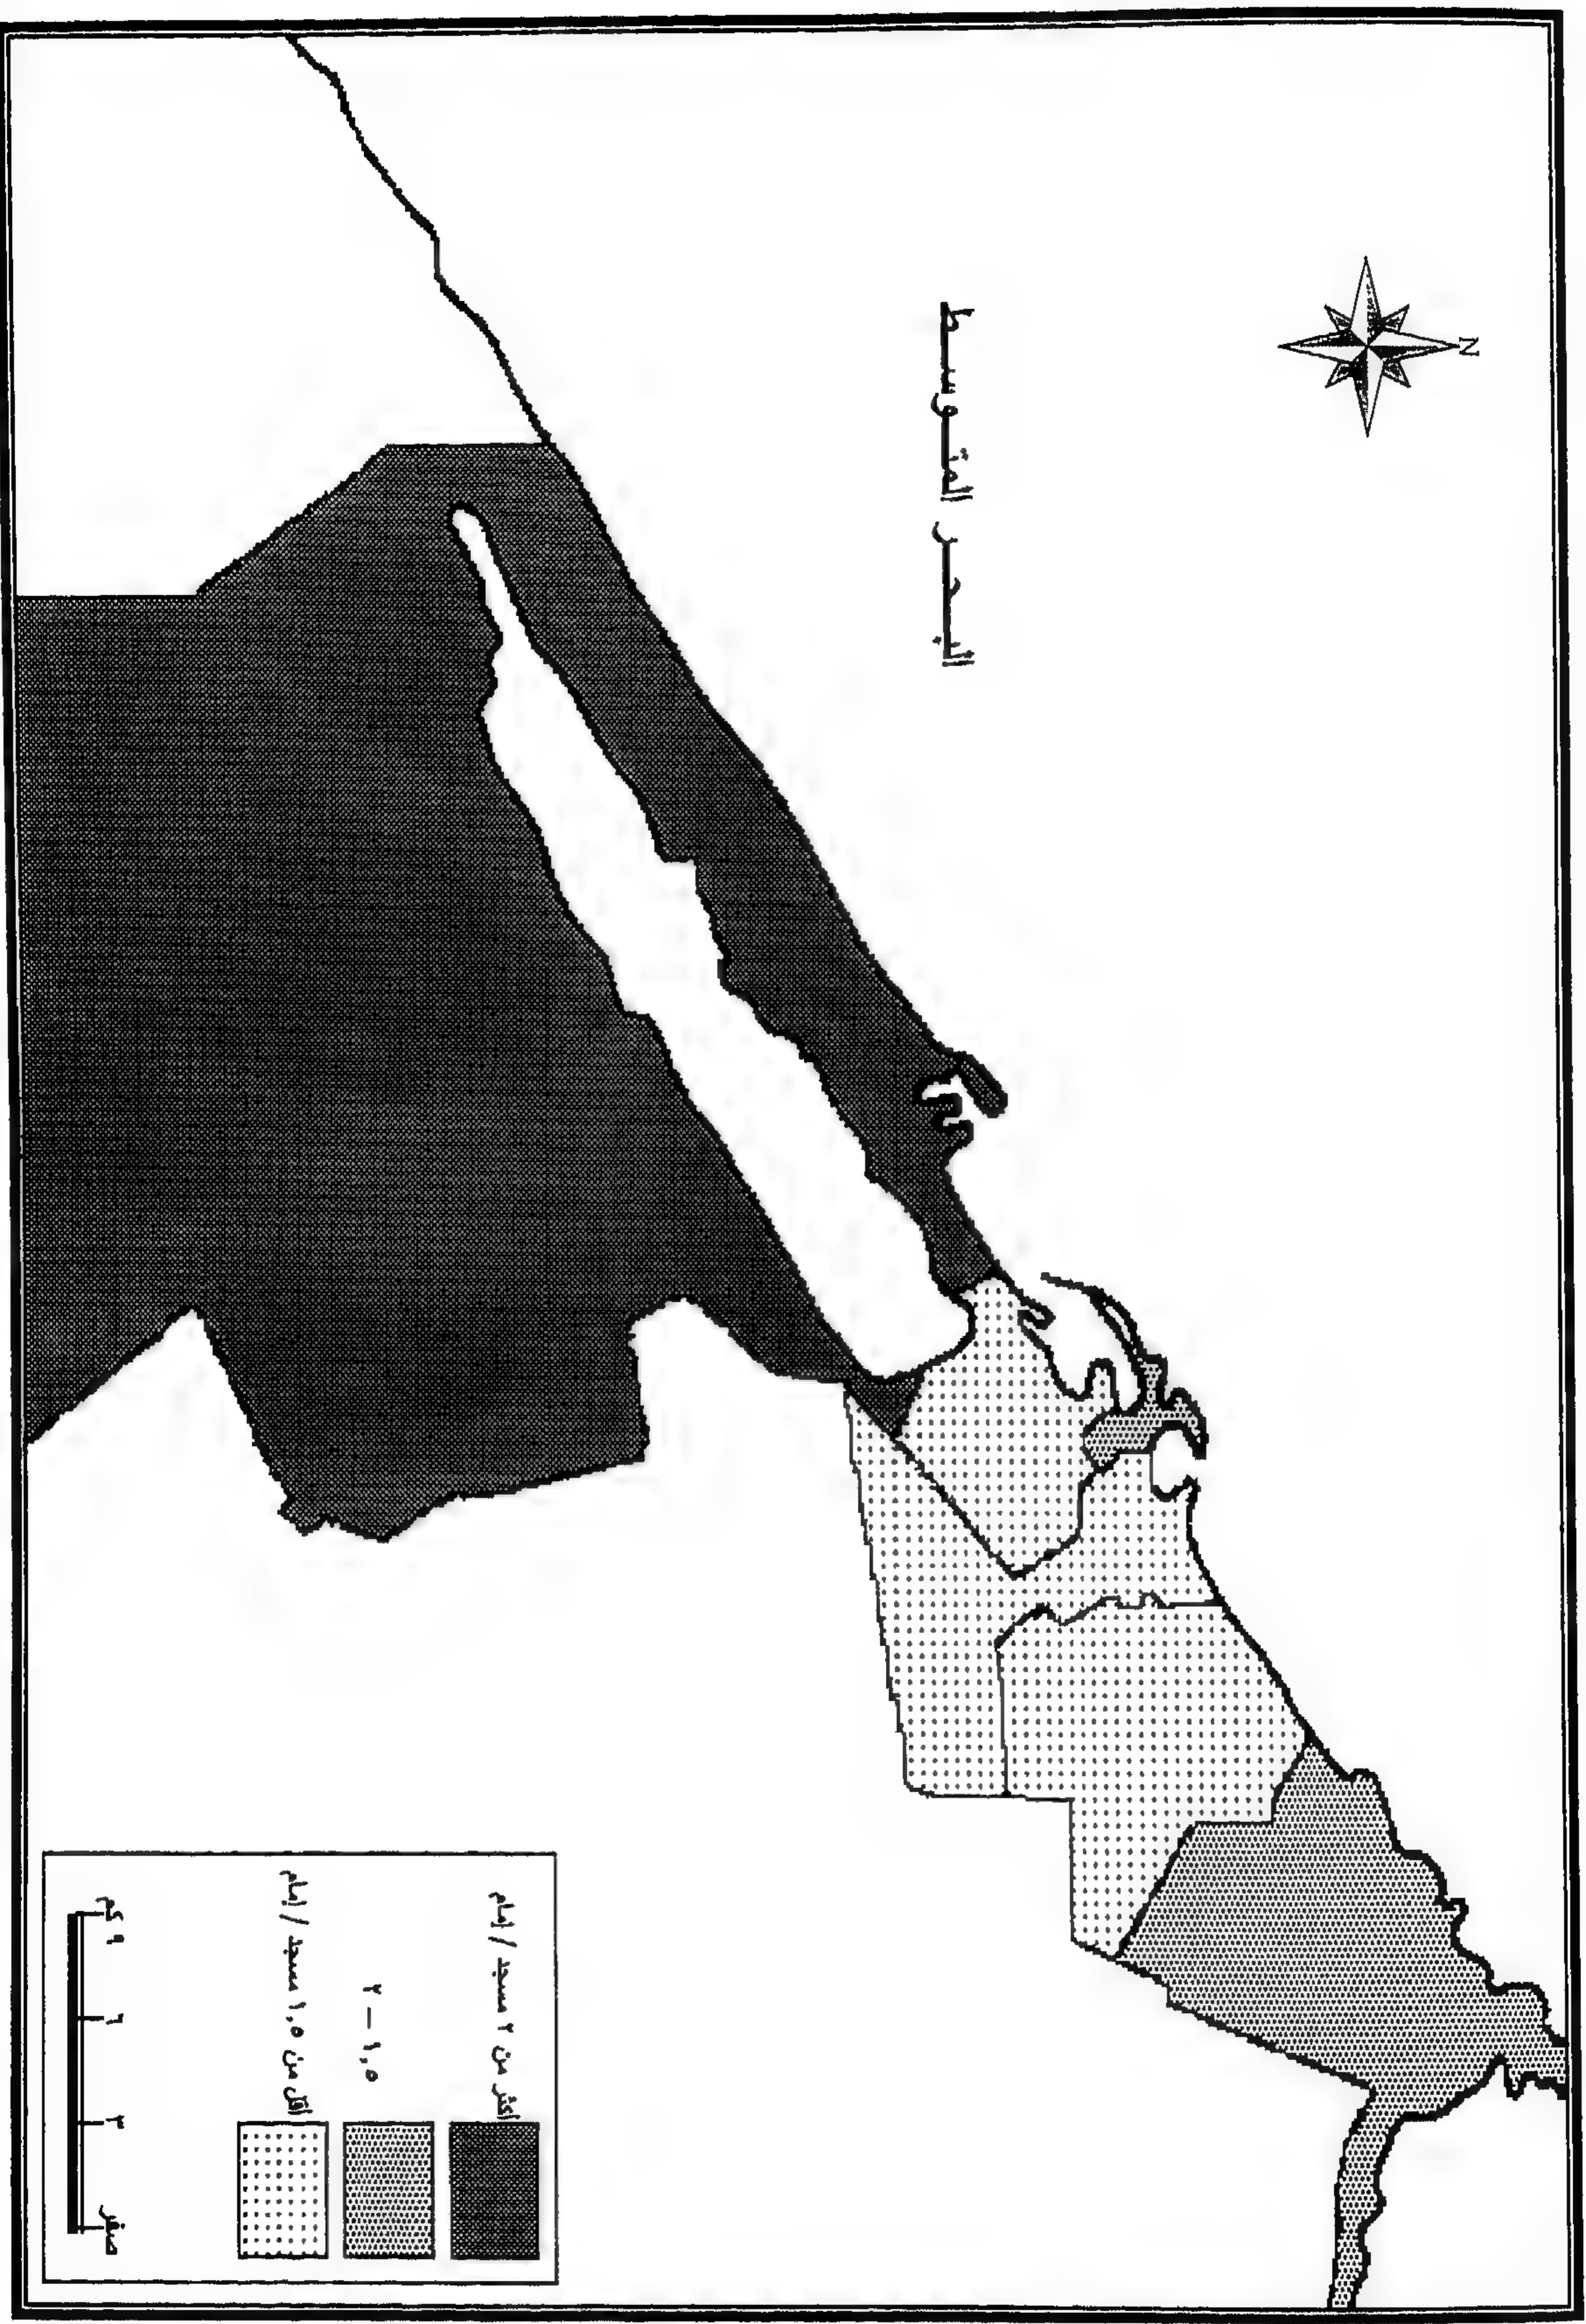 N
البحر المتوسط
أكثر من ٢ مسجد / إمام
١,٥ – ٢
أقل من ١,٥ مسجد / إمام
٩ كم ٦ ٣ صفر